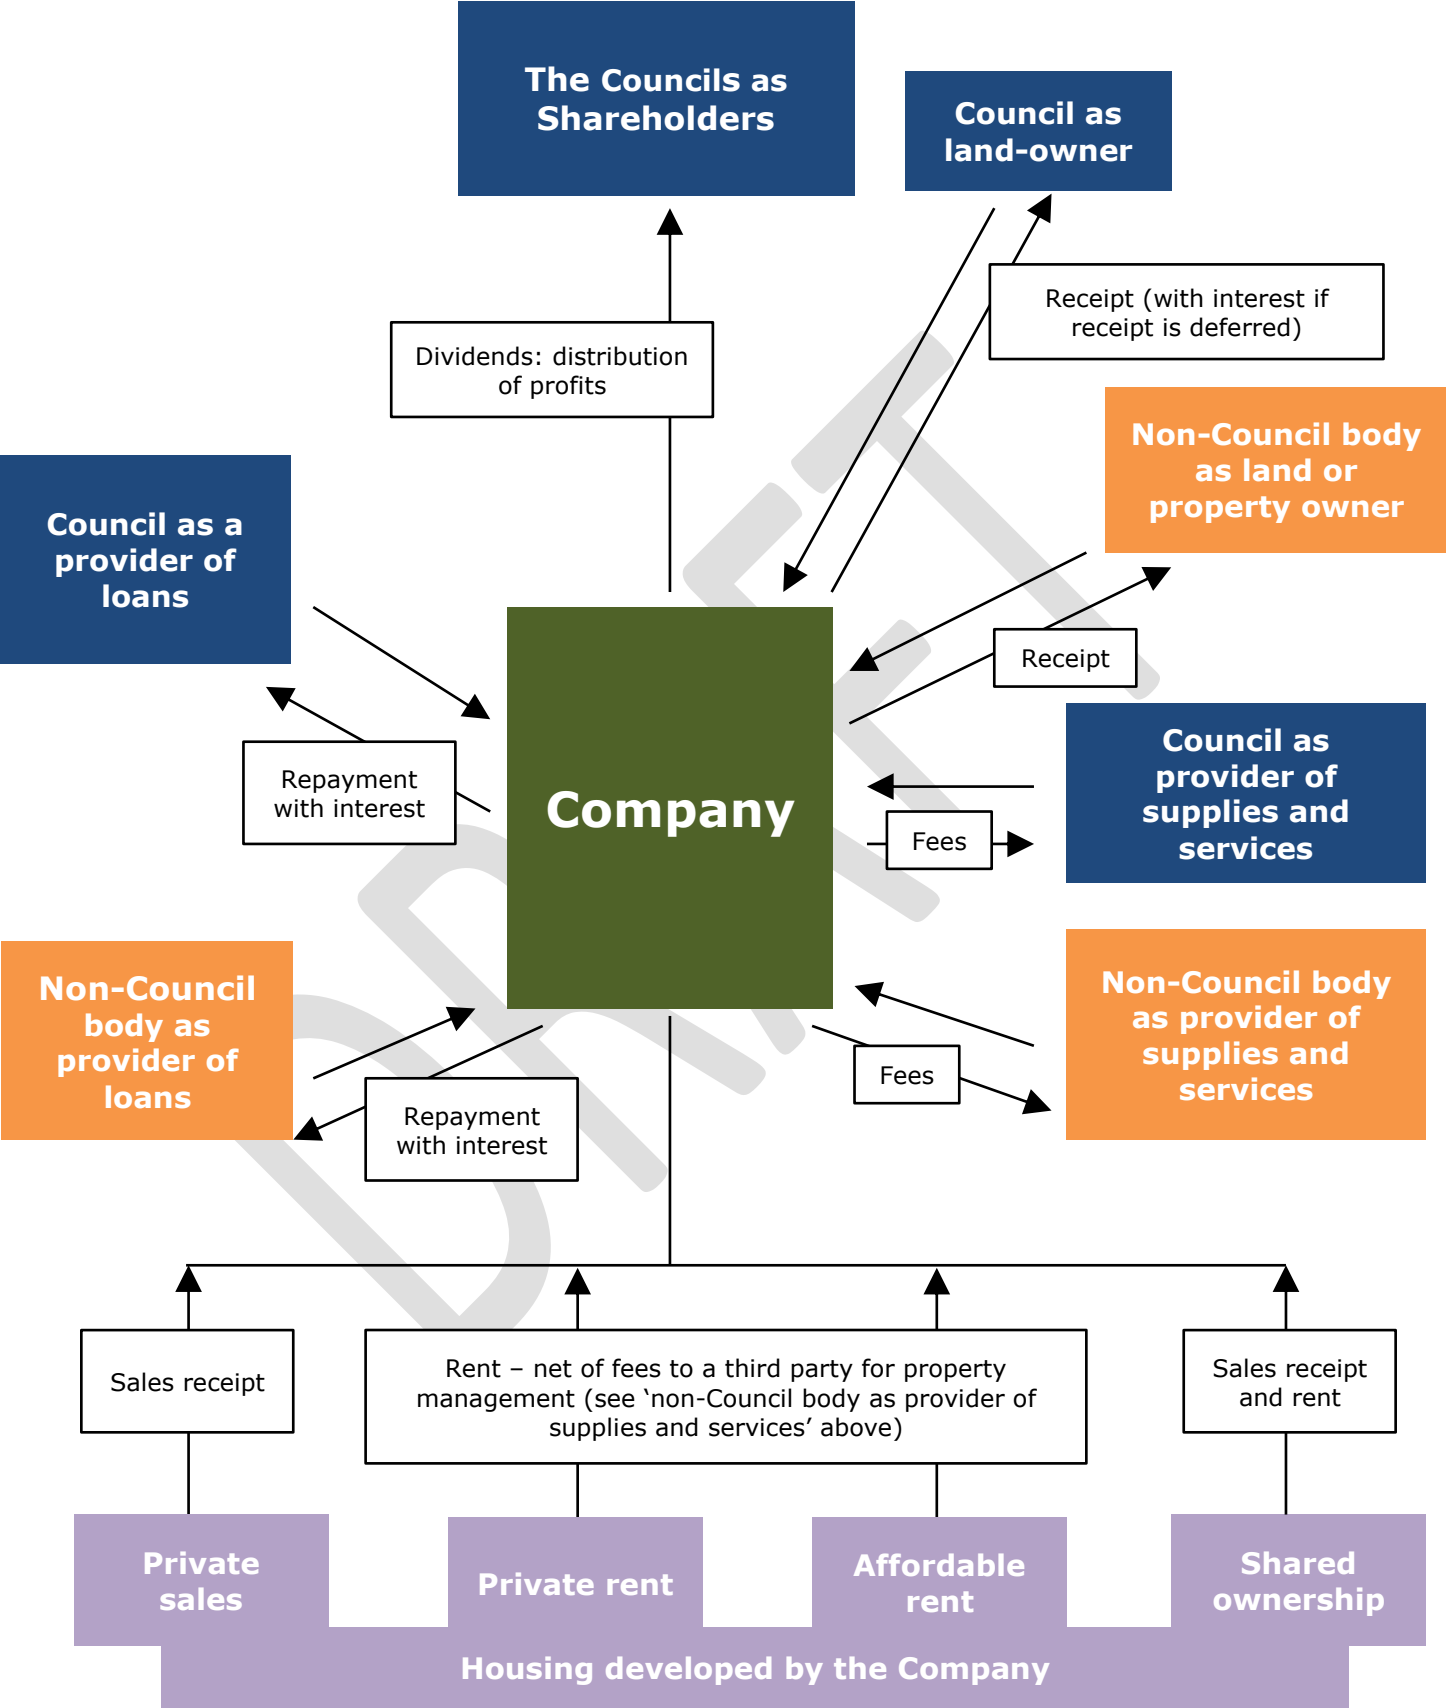 The Councils as
Shareholders
Council as
land-owner
Receipt (with interest if
receipt is deferred)
Dividends: distribution
of profits
Non-Council body
as land or
property owner
Council as a
provider of
loans
Receipt
Council as
provider of
supplies and
services
Repayment
with interest
Company
Fees
Non-Council
body as
provider of
loans
Non-Council body
as provider of
supplies and
services
Fees
Repayment
with interest
Sales receipt
Rent – net of fees to a third party for property
management (see ‘non-Council body as provider of
supplies and services’ above)
Sales receipt
and rent
Private
sales
Private rent
Affordable
rent
Shared
ownership
Housing developed by the Company
DRAFT